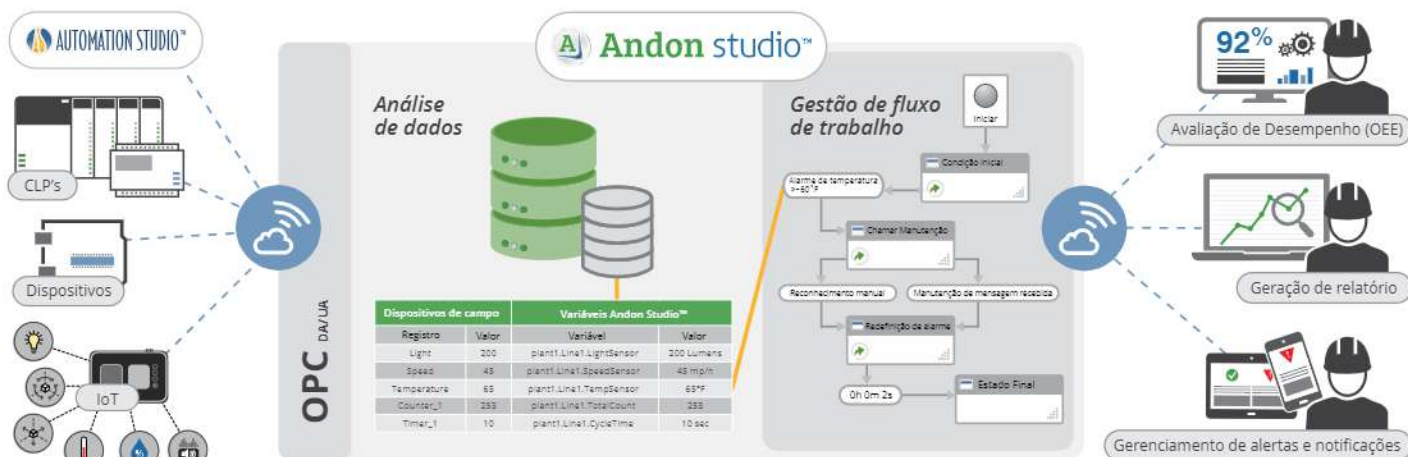 AUTOMATION STUDIO™
CLP's
Dispositivos
IoT
%
OPC DA/UA
A Andon studio™
Análise
de dados
Dispositivos de campo Variáveis Andon Studio™
Registro Valor Variável Valor
Light 200 plant1.Line1.LightSensor 200 Lumens
Speed 45 plant1.Line1.SpeedSensor 45 mp/h
Temperature 65 plant1.Line1.TempSensor 65°F
Counter_1 253 plant1.Line1.TotalCount 253
Timer_1 10 plant1.Line1.CycleTime 10 sec
Gestão de fluxo
de trabalho
Iniciar
Condição Inicial
Alarme de temperatura
Chamar Manutenção
Reconhecimento manual
Manutenção de mensagem recebida
Redefinição de alarme
0h 0m 2s
Estado Final
92%
Avaliação de Desempenho (OEE)
Geração de relatório
Gerenciamento de alertas e notificações